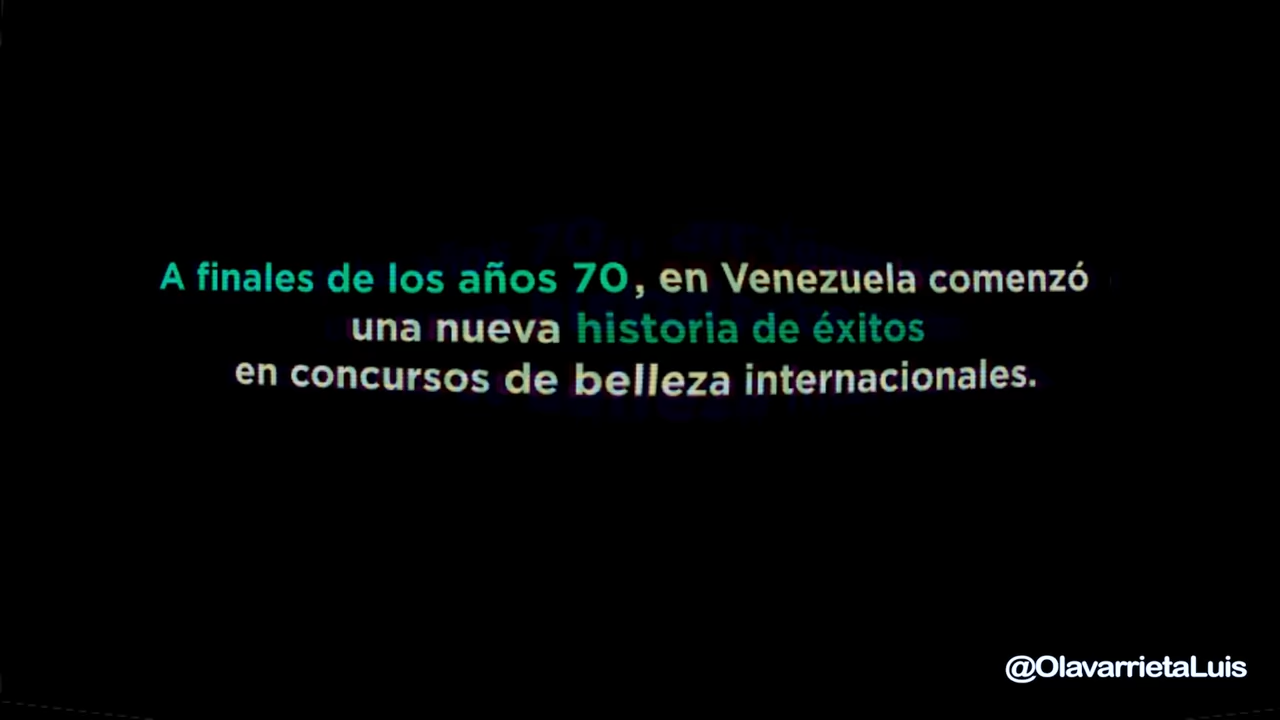 A finales de los años 70, en Venezuela comenzó
una nueva historia de éxitos
en concursos de belleza internacionales.
@OlavarrietaLuis